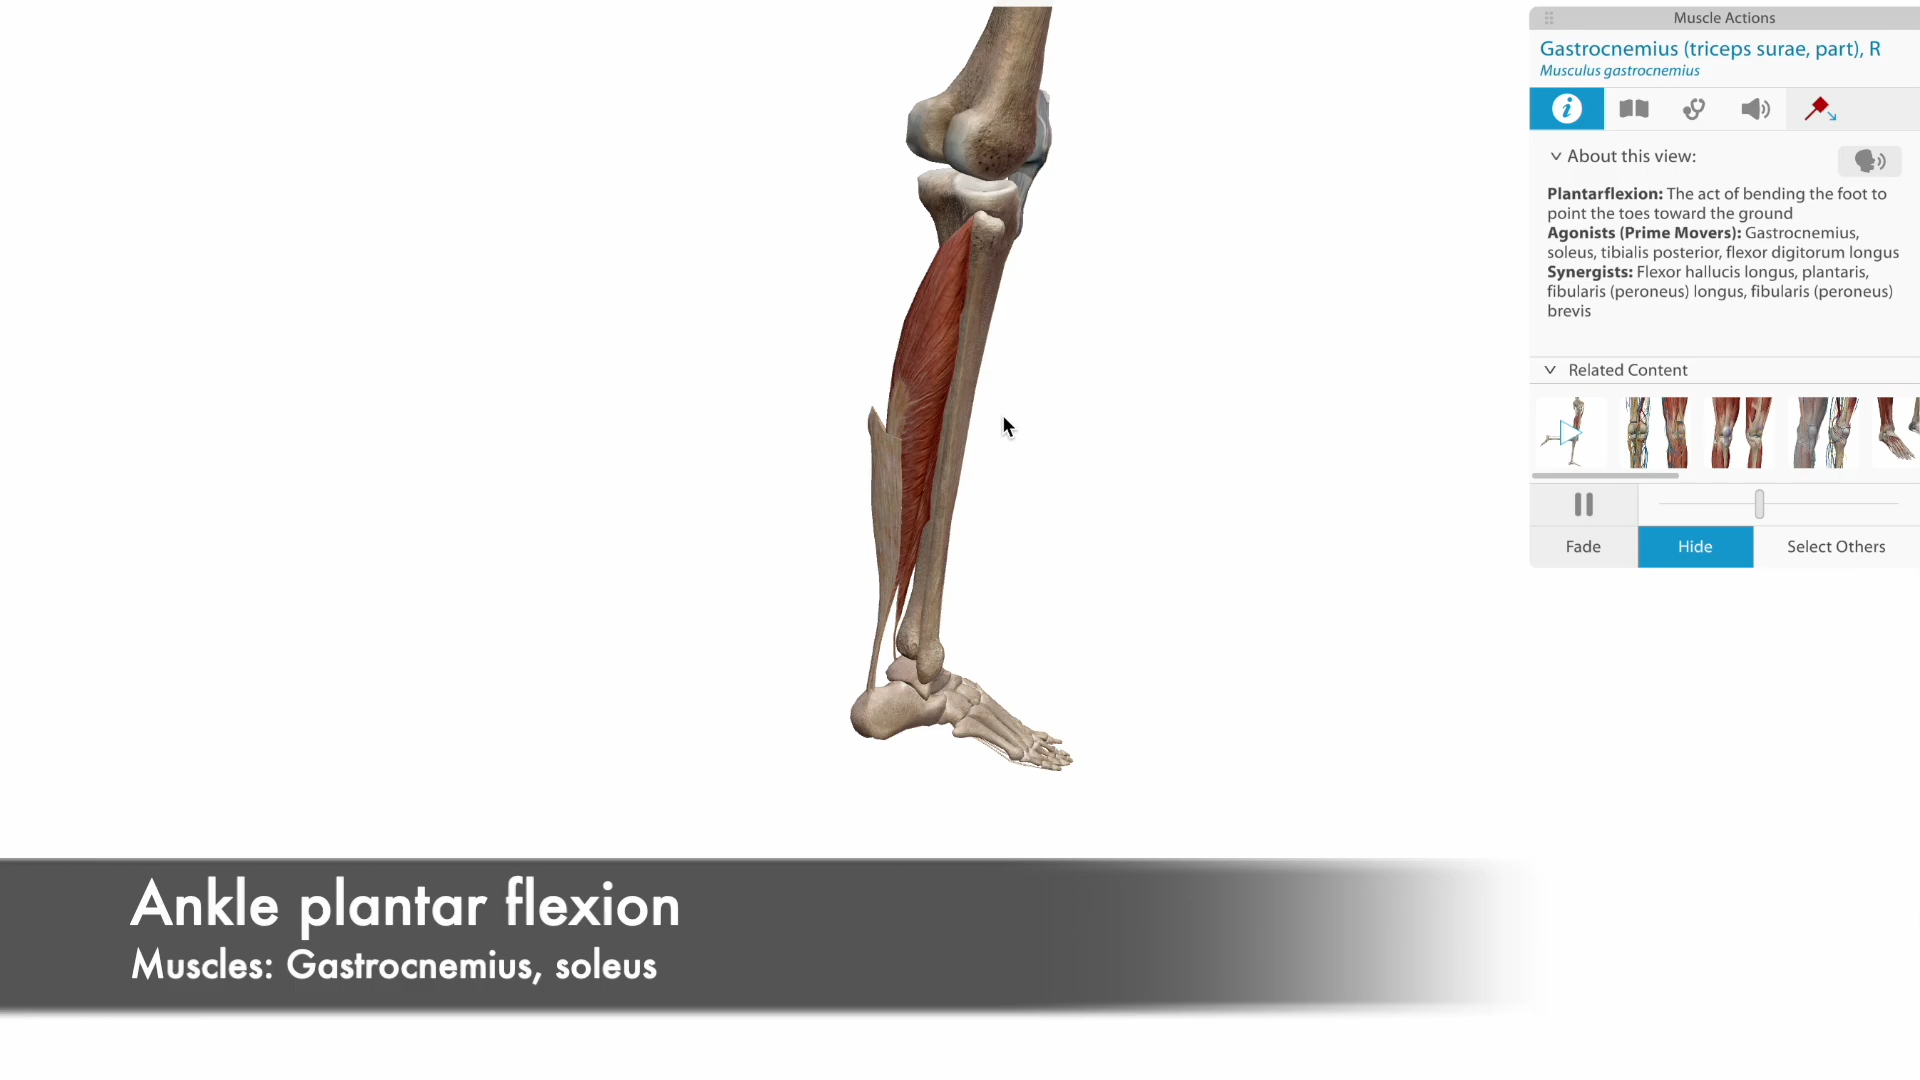 Muscle Actions
Gastrocnemius (triceps surae, part), R
Musculus gastrocnemius
About this view:
Plantarflexion: The act of bending the foot to
point the toes toward the ground
Agonists (Prime Movers): Gastrocnemius,
soleus, tibialis posterior, flexor digitorum longus
Synergists: Flexor hallucis longus, plantaris,
fibularis (peroneus) longus, fibularis (peroneus)
brevis
Related Content
Fade Hide Select Others
Ankle plantar flexion
Muscles: Gastrocnemius, soleus